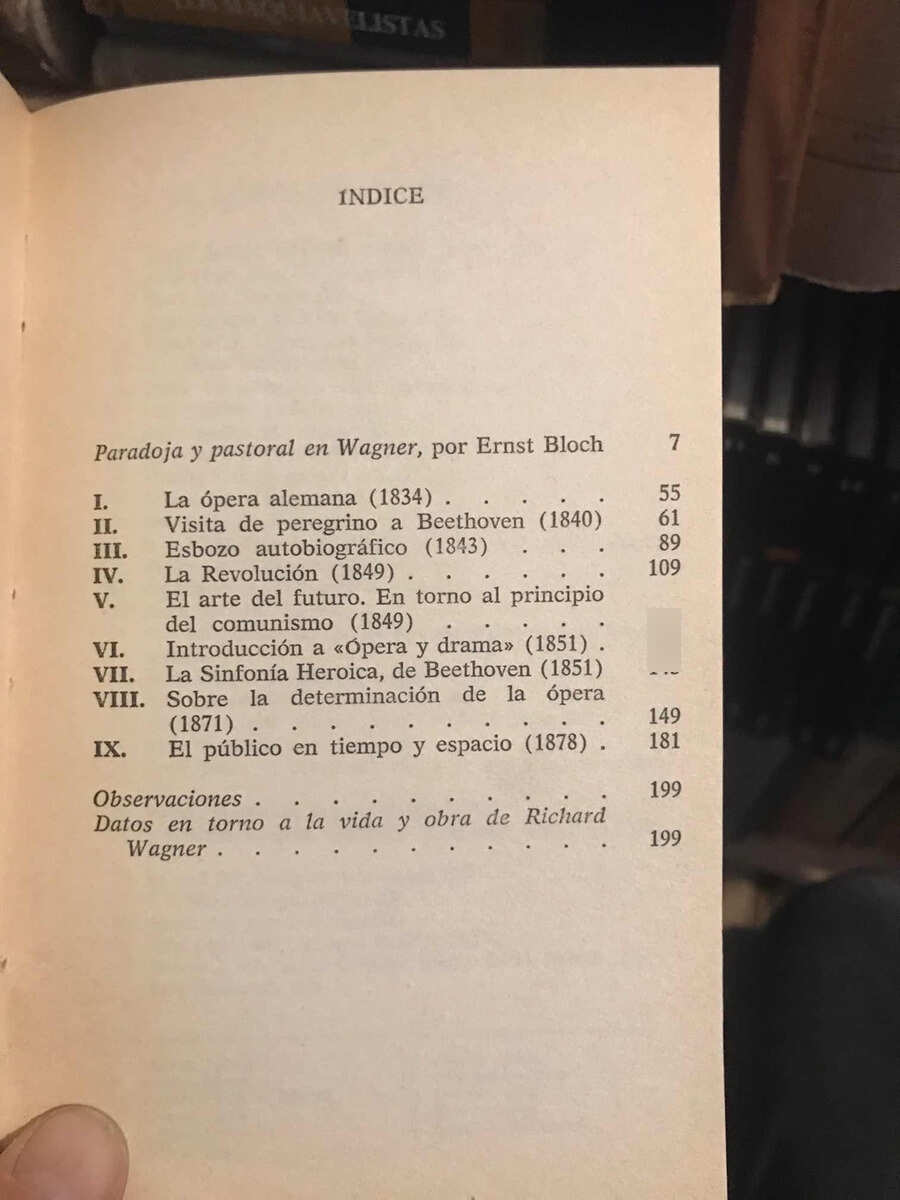 LOS MAQUIAVELISTAS
ÍNDICE
Paradoja y pastoral en Wagner, por Ernst Bloch 7
I. La ópera alemana (1834) . . . . . 55
II. Visita de peregrino a Beethoven (1840) 61
III. Esbozo autobiográfico (1843) . . . 89
IV. La Revolución (1849) . . . . . . 109
V. El arte del futuro. En torno al principio
del comunismo (1849) . . . . .
VI. Introducción a «Ópera y drama» (1851) .
VII. La Sinfonía Heroica, de Beethoven (1851)
VIII. Sobre la determinación de la ópera
(1871) . . . . . . . . . . 149
IX. El público en tiempo y espacio (1878) . 181
Observaciones . . . . . . . . . . 199
Datos en torno a la vida y obra de Richard
Wagner . . . . . . . . . . . 199